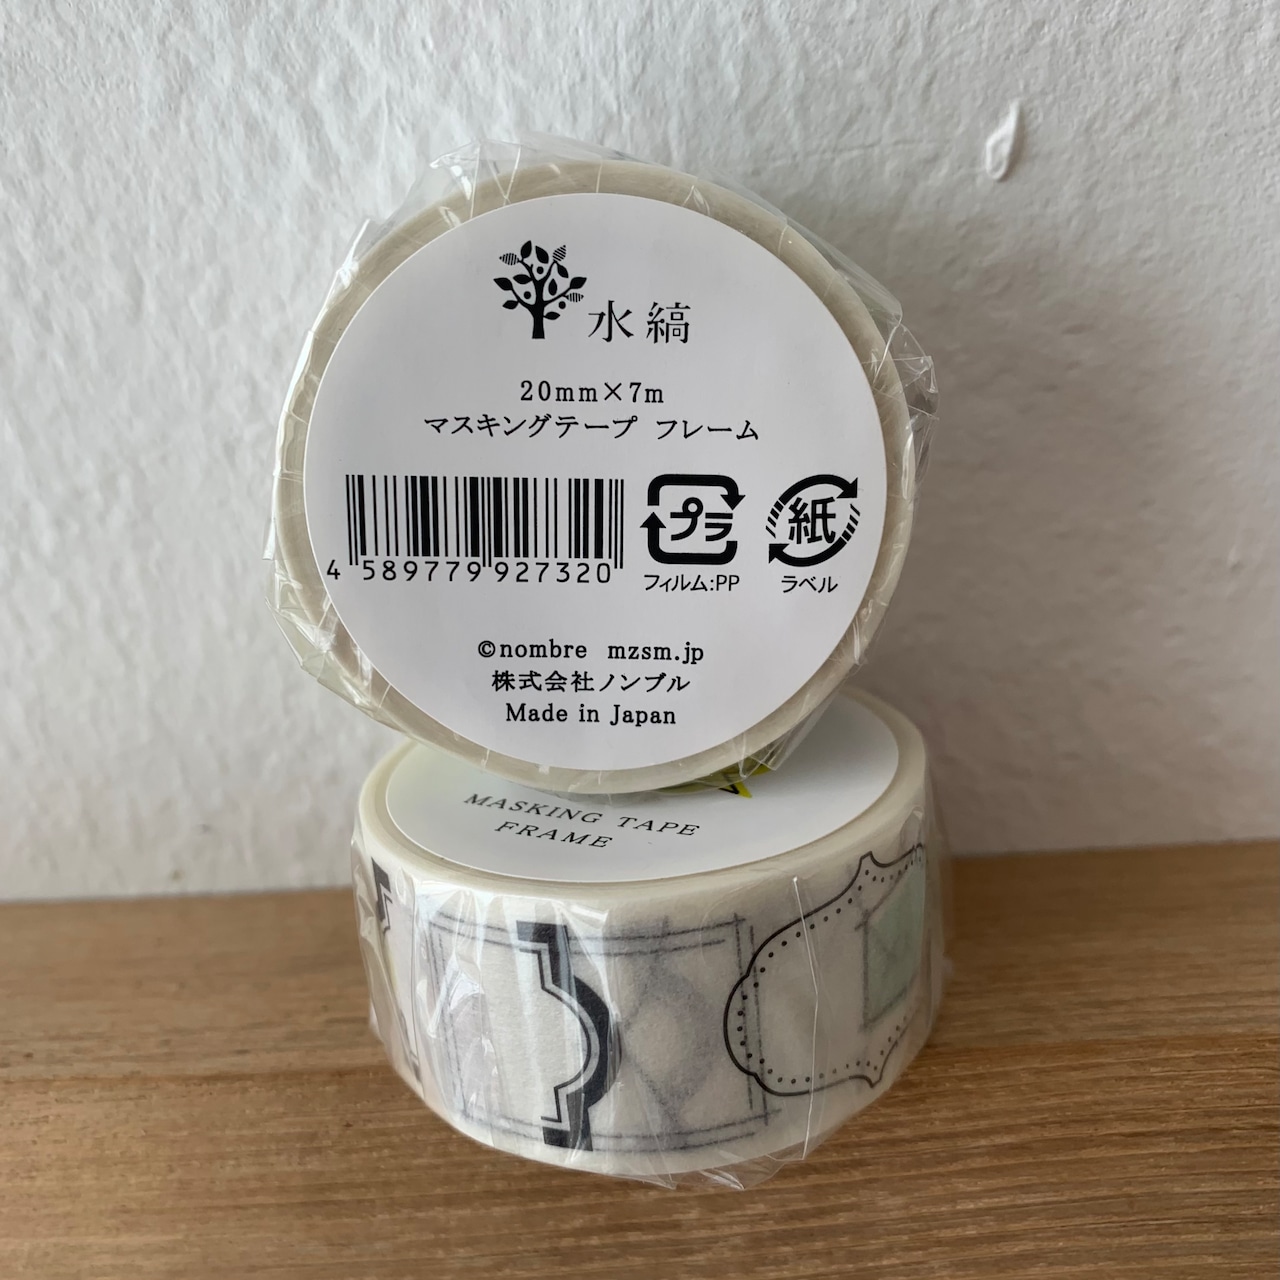 水縞
20mm×7m
マスキングテープ フレーム
4 589779 927320
プラ
紙
フィルム:PP
ラベル
©nombre mzsm.jp
株式会社ノンブル
Made in Japan
MASKING TAPE
FRAME